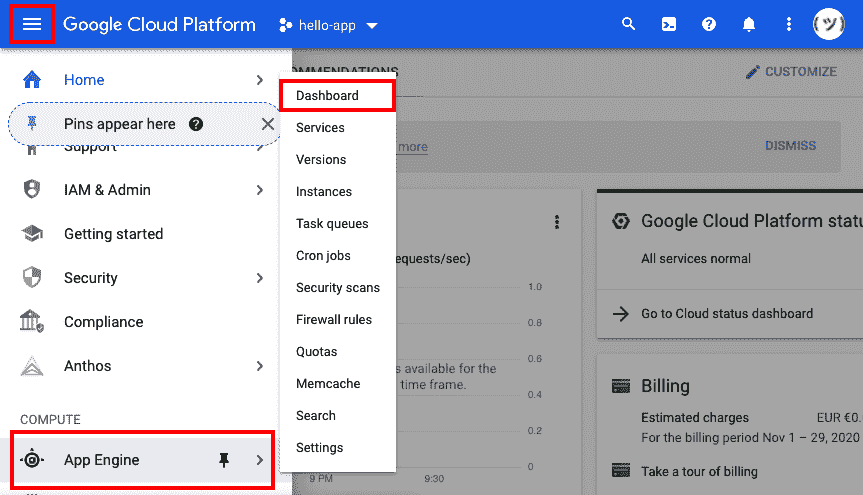 Google Cloud Platform
hello-app
OMMENDATIONS
CUSTOMIZE
Home
Pins appear here
Support
IAM & Admin
Getting started
Security
Compliance
Anthos
COMPUTE
App Engine
Dashboard
Services
Versions
Instances
Task queues
Cron jobs
Security scans
Firewall rules
Quotas
Memcache
Search
Settings
more
DISMISS
equests/sec)
1.0
0.8
0.6
0.4
0.2
0
s available for the
time frame.
9 PM
9:30
Google Cloud Platform statu
All services normal
Go to Cloud status dashboard
Billing
Estimated charges
EUR €0.
For the billing period Nov 1 – 29, 2020
Take a tour of billing